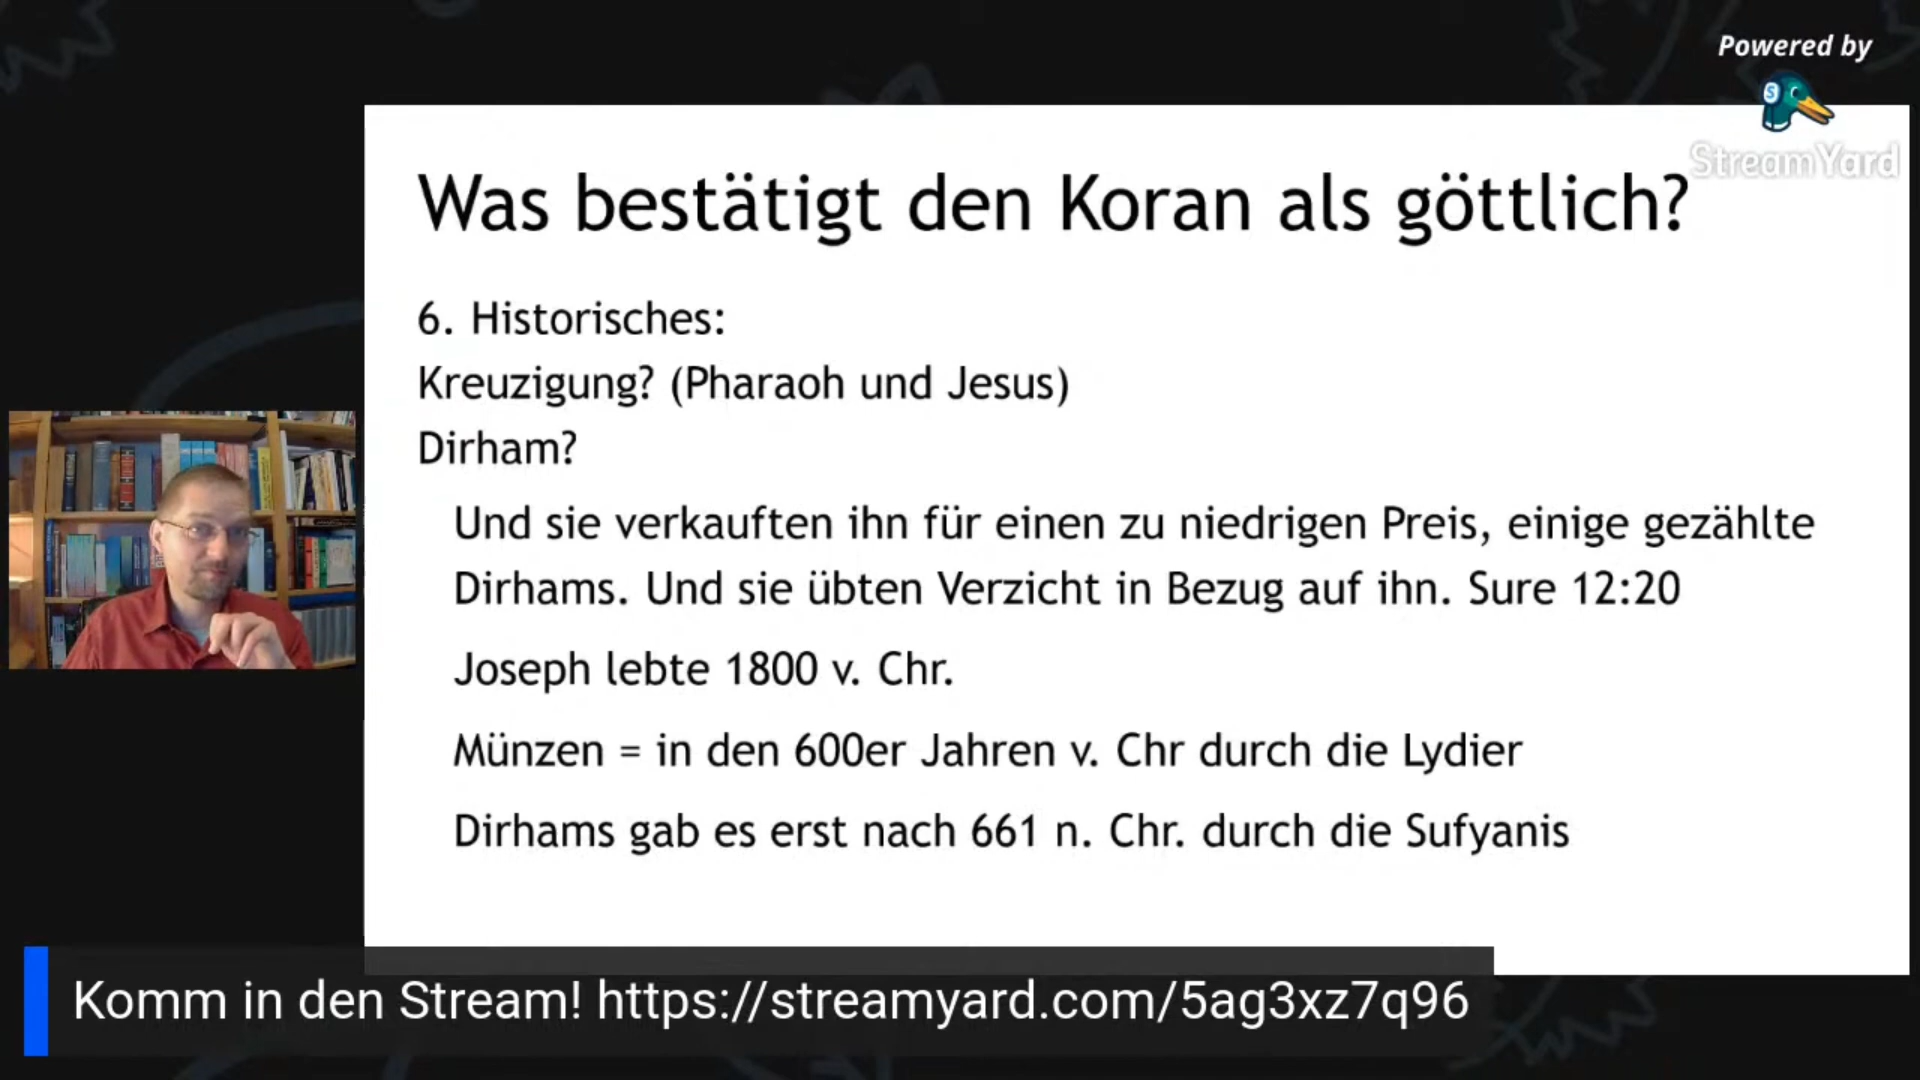 Powered by
StreamYard
Was bestätigt den Koran als göttlich?
6. Historisches:
Kreuzigung? (Pharaoh und Jesus)
Dirham?
Und sie verkauften ihn für einen zu niedrigen Preis, einige gezählte
Dirhams. Und sie übten Verzicht in Bezug auf ihn. Sure 12:20
Joseph lebte 1800 v. Chr.
Münzen = in den 600er Jahren v. Chr durch die Lydier
Dirhams gab es erst nach 661 n. Chr. durch die Sufyanis
Komm in den Stream! https://streamyard.com/5ag3xz7q96